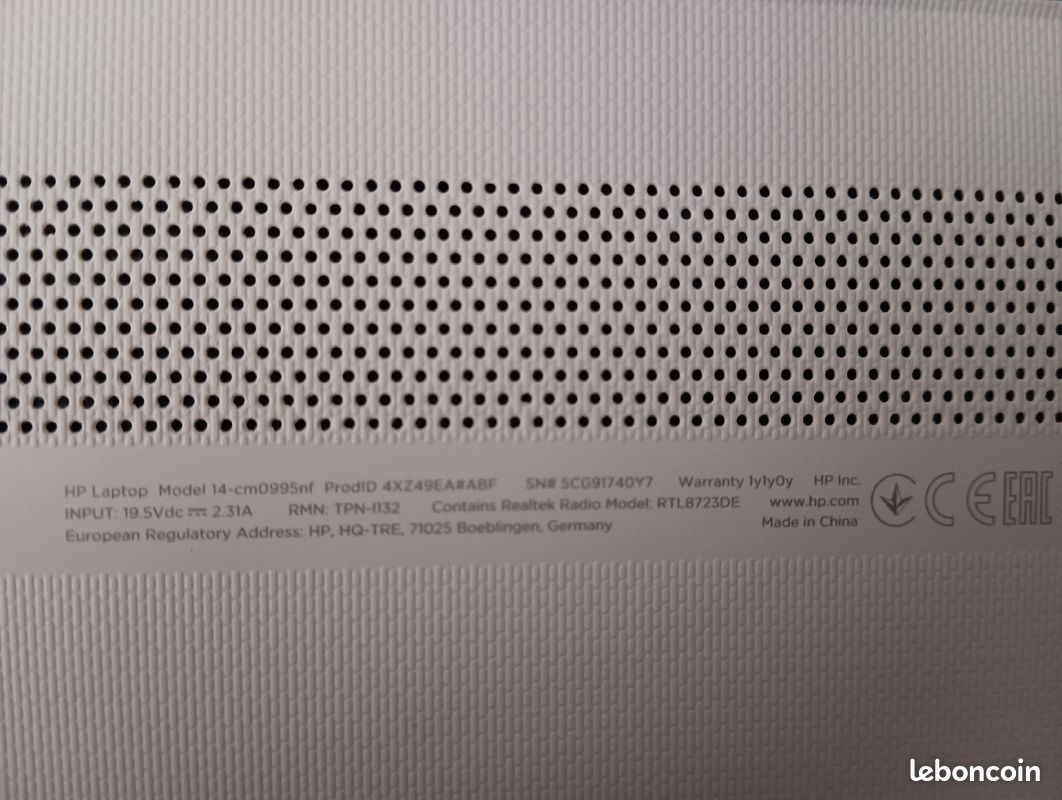 HP Laptop Model 14-cm0995nf ProdID 4XZ49EA#ABF SN# 5CG91740Y7 Warranty 1y1y0y HP Inc.
INPUT: 19.5Vdc ⎓ 2.31A RMN: TPN-I132 Contains Realtek Radio Model: RTL8723DE www.hp.com
European Regulatory Address: HP, HQ-TRE, 71025 Boeblingen, Germany Made in China
CE EAC
leboncoin